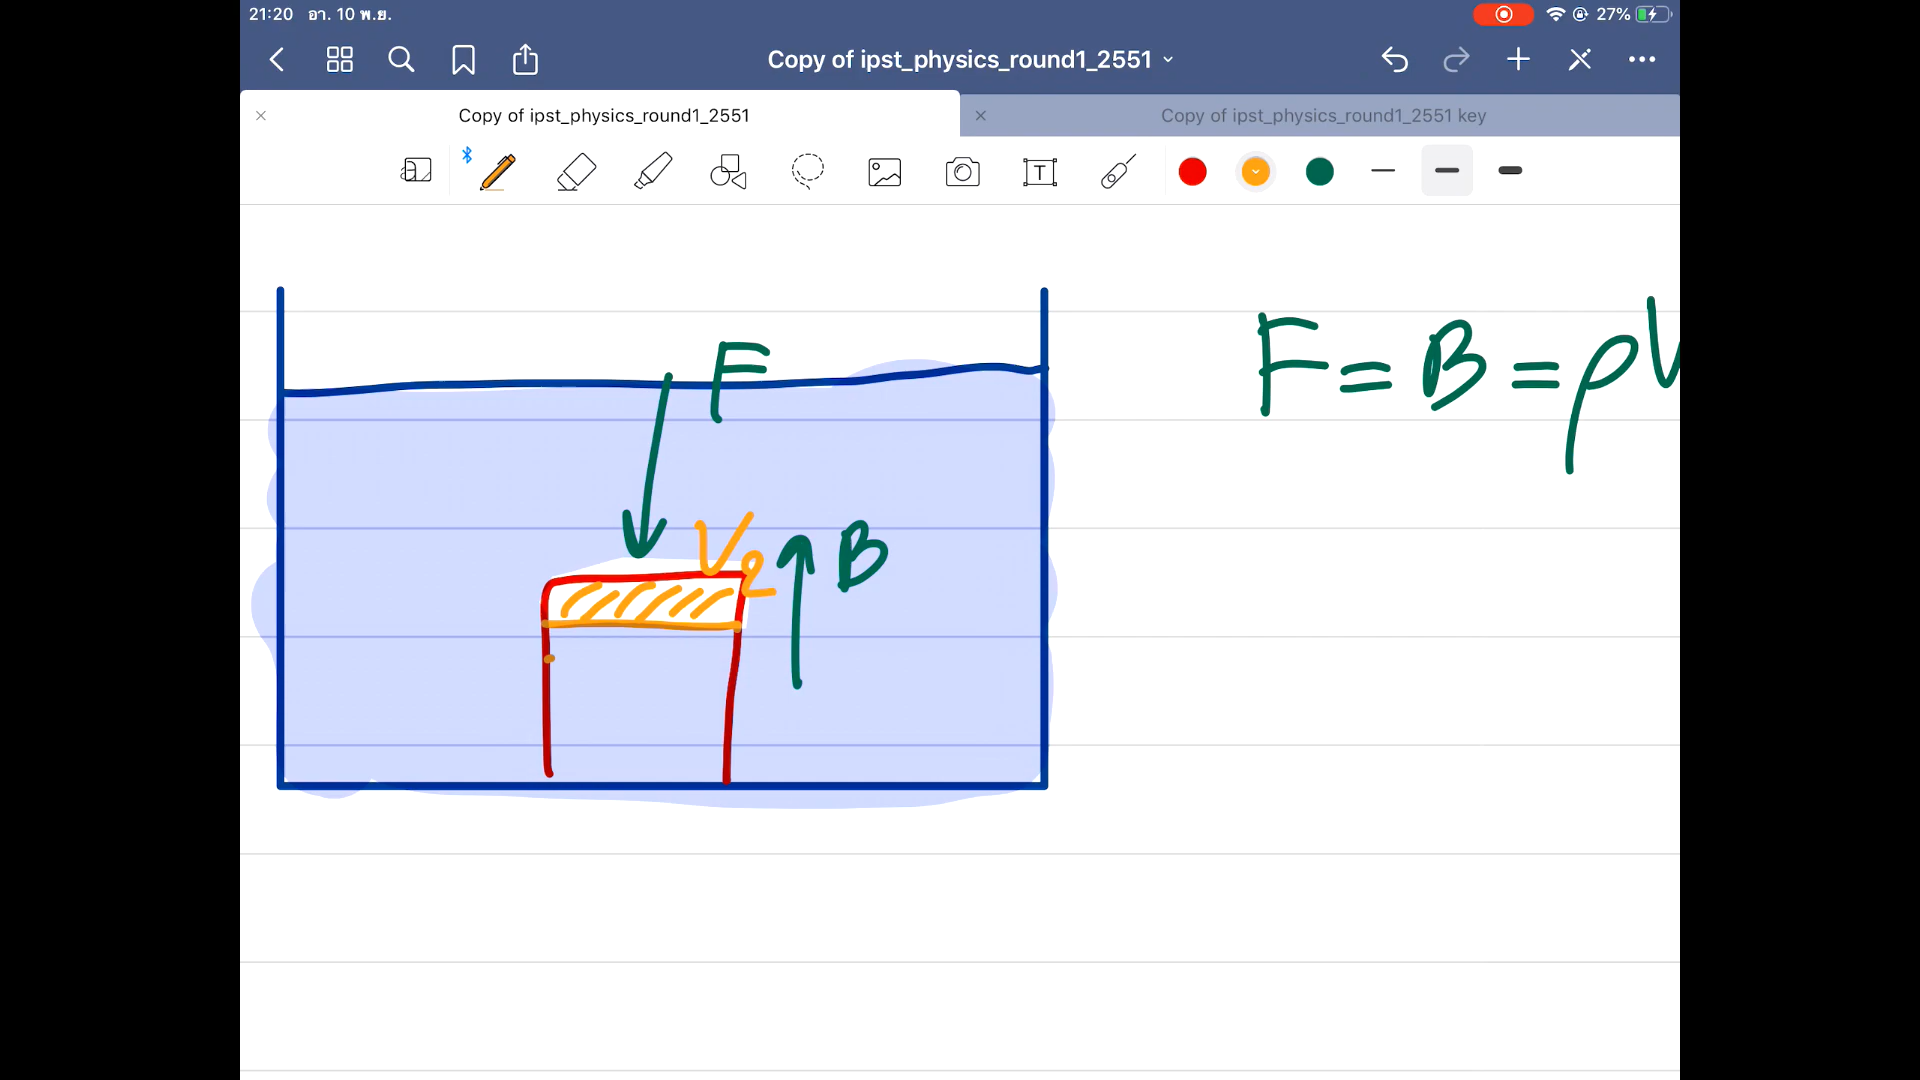 21:20 อา. 10 พ.ย. 27%
Copy of ipst_physics_round1_2551
Copy of ipst_physics_round1_2551 Copy of ipst_physics_round1_2551 key
a T
F
F = B = ρV
V2
B